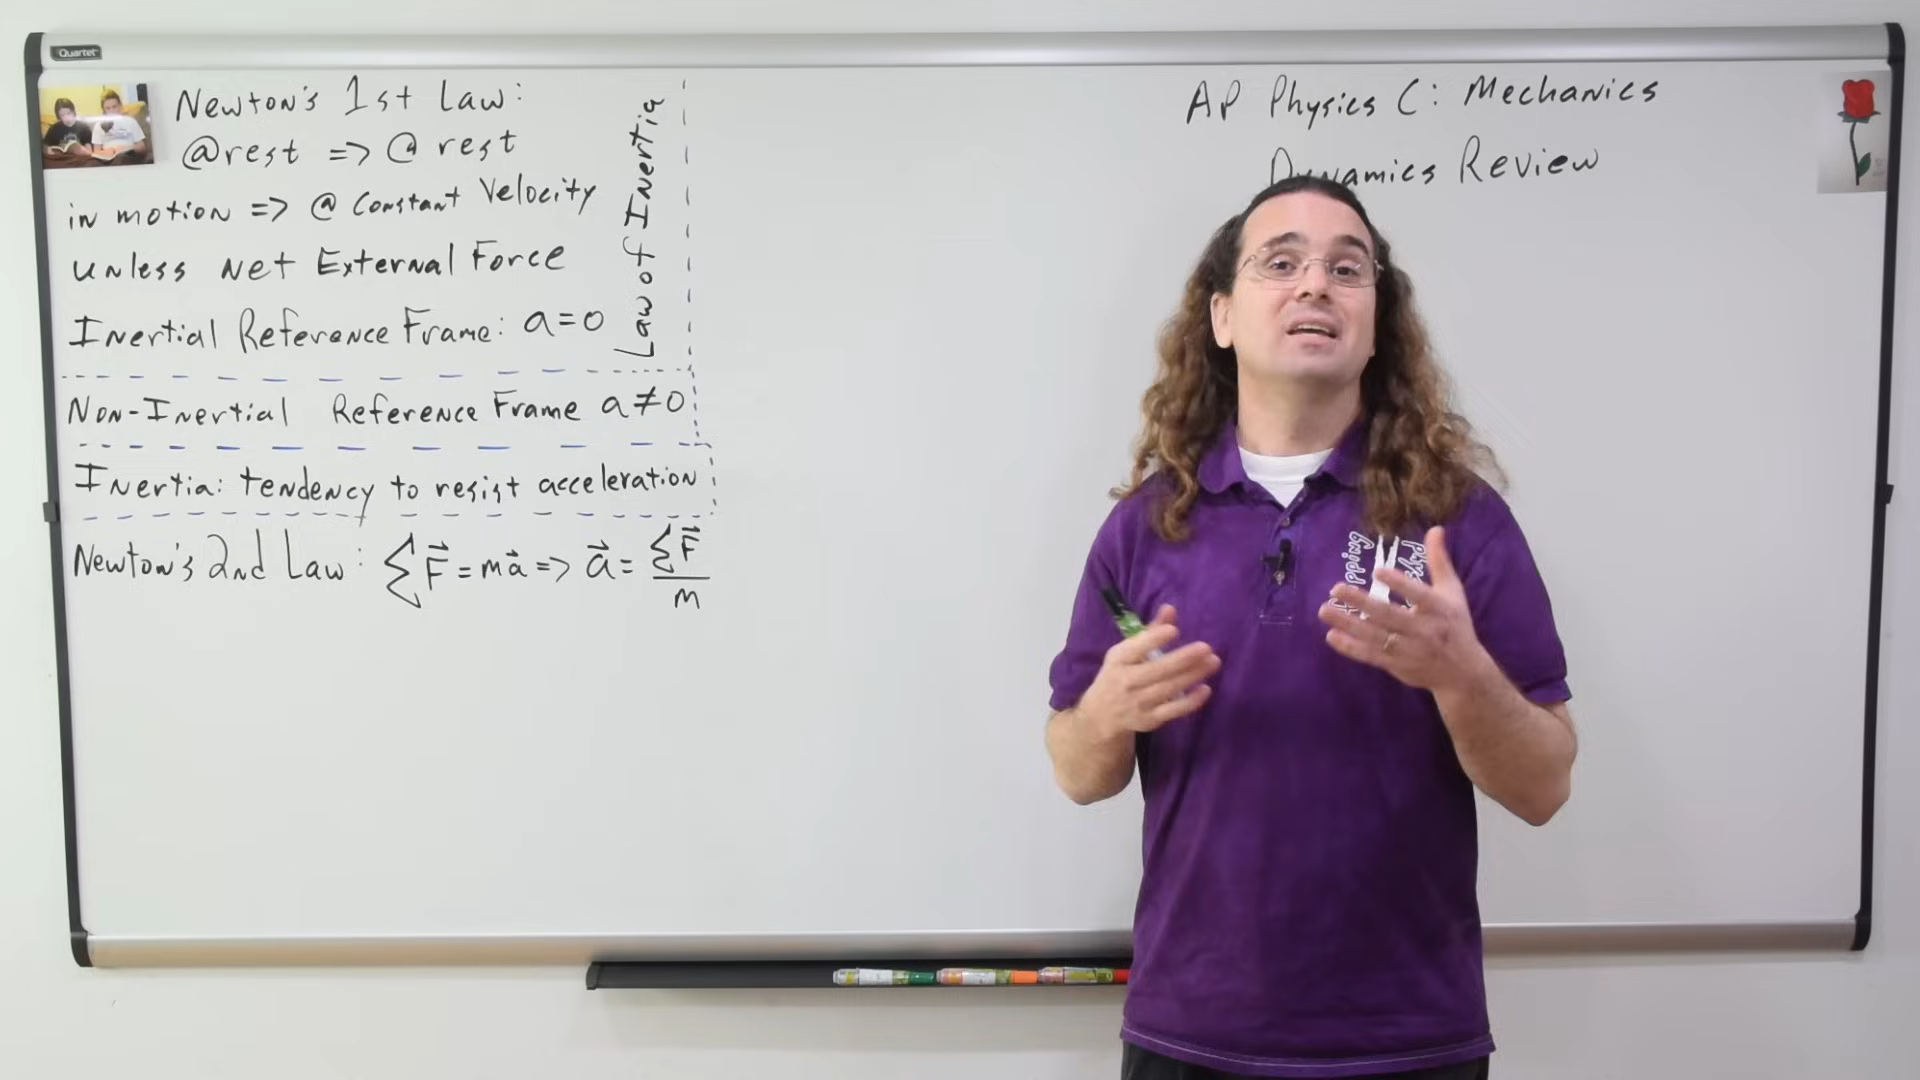 Quartet
Newton's 1st Law:
@rest => @ rest
in motion => @ Constant Velocity
unless Net External Force
Inertial Reference Frame: a=0
Law of Inertia
Non-Inertial Reference Frame a≠0
Inertia: tendency to resist acceleration
Newton's 2nd Law: ∑F⃗ = ma⃗ => a⃗ = ∑F⃗ / m
AP Physics C: Mechanics
Dynamics Review